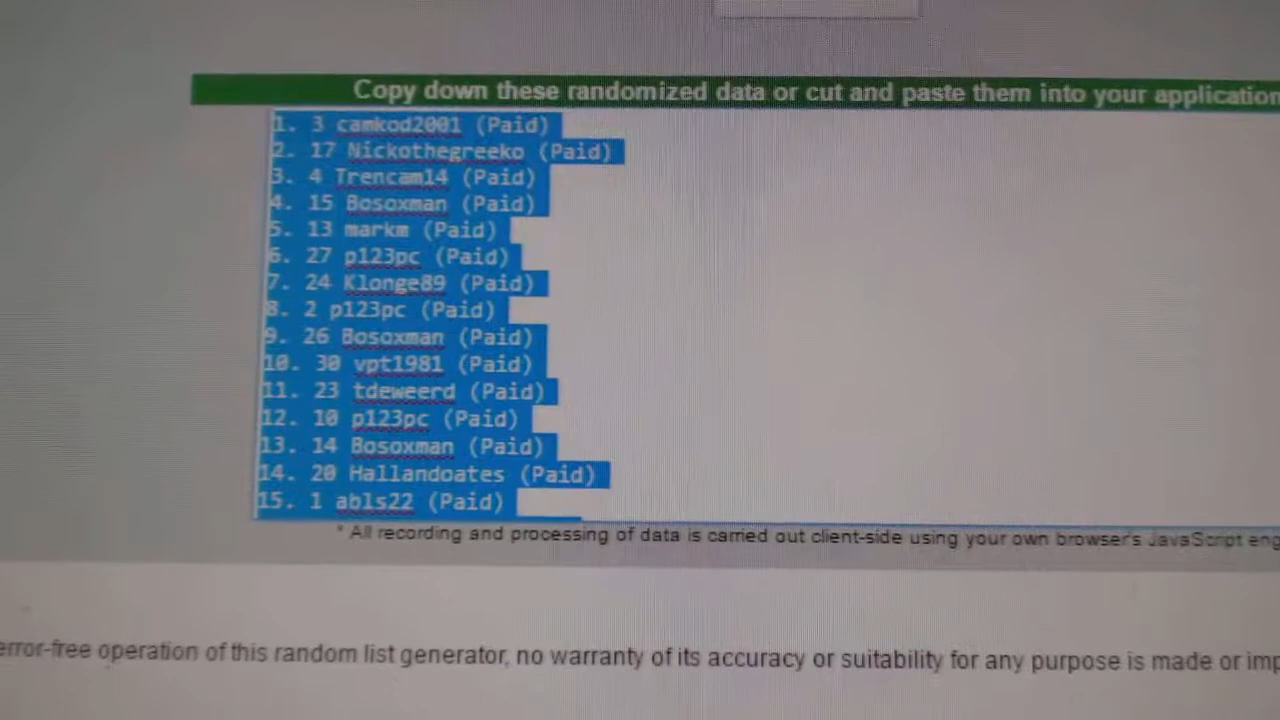 Copy down these randomized data or cut and paste them into your application
1. 3 camkod2001 (Paid)
2. 17 Nickothegreeko (Paid)
3. 4 Trencam14 (Paid)
4. 15 Bosoxman (Paid)
5. 13 markm (Paid)
6. 27 p123pc (Paid)
7. 24 Klonge89 (Paid)
8. 2 p123pc (Paid)
9. 26 Bosoxman (Paid)
10. 30 vpt1981 (Paid)
11. 23 tdeweerd (Paid)
12. 10 p123pc (Paid)
13. 14 Bosoxman (Paid)
14. 20 Hallandoates (Paid)
15. 1 abls22 (Paid)
* All recording and processing of data is carried out client-side using your own browser's JavaScript eng
error-free operation of this random list generator, no warranty of its accuracy or suitability for any purpose is made or imp